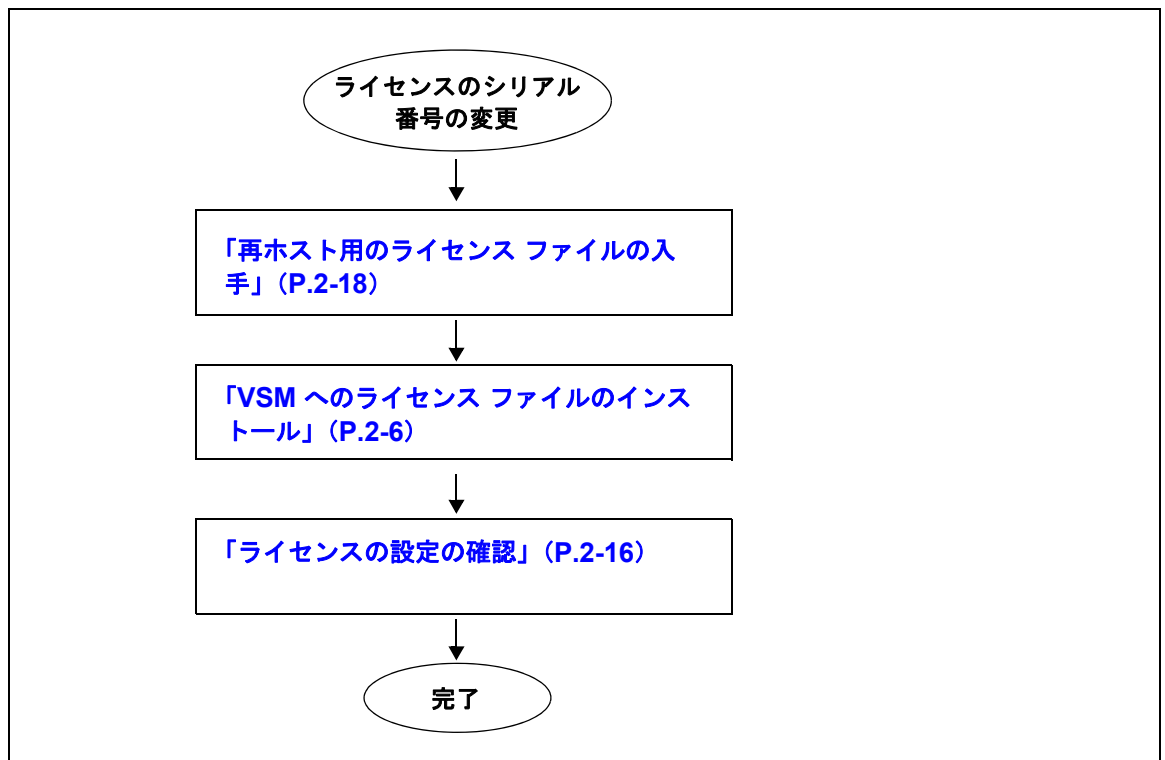 ライセンスのシリアル
番号の変更
「再ホスト用のライセンス ファイルの入
手」（P.2-18）
「VSM へのライセンス ファイルのインス
トール」（P.2-6）
「ライセンスの設定の確認」（P.2-16）
完了